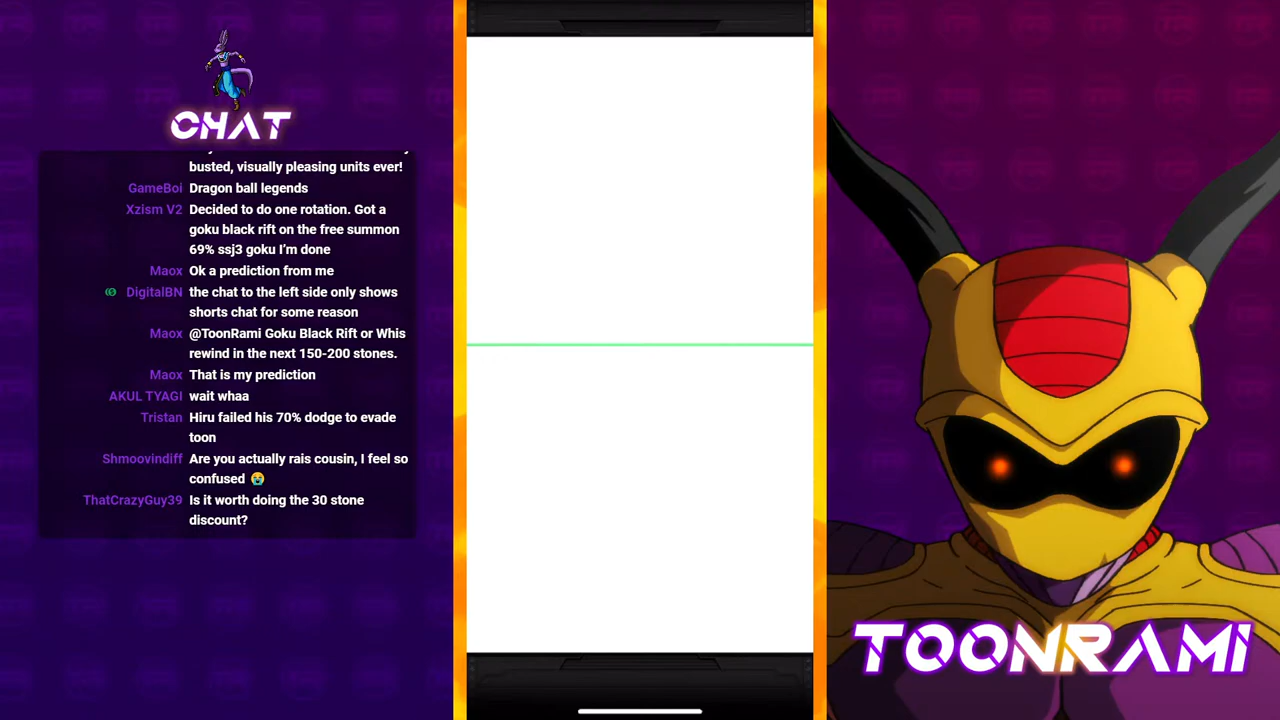 CHAT
busted, visually pleasing units ever!
GameBoi Dragon ball legends
Xzism V2 Decided to do one rotation. Got a
goku black rift on the free summon
69% ssj3 goku I'm done
Maox Ok a prediction from me
DigitalBN the chat to the left side only shows
shorts chat for some reason
Maox @ToonRami Goku Black Rift or Whis
rewind in the next 150-200 stones.
Maox That is my prediction
AKUL TYAGI wait whaa
Tristan Hiru failed his 70% dodge to evade
toon
Shmoovindiff Are you actually rais cousin, I feel so
confused 😭
ThatCrazyGuy39 Is it worth doing the 30 stone
discount?
TOONRAMI